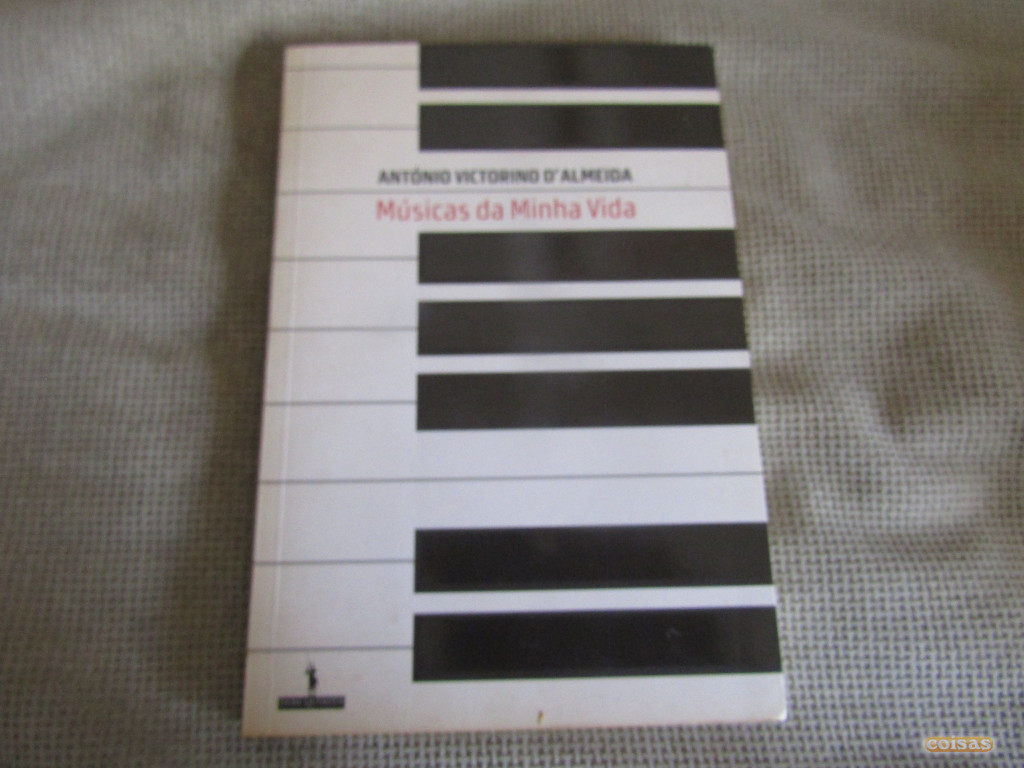 ANTÓNIO VICTORINO D'ALMEIDA
Músicas da Minha Vida
coisas